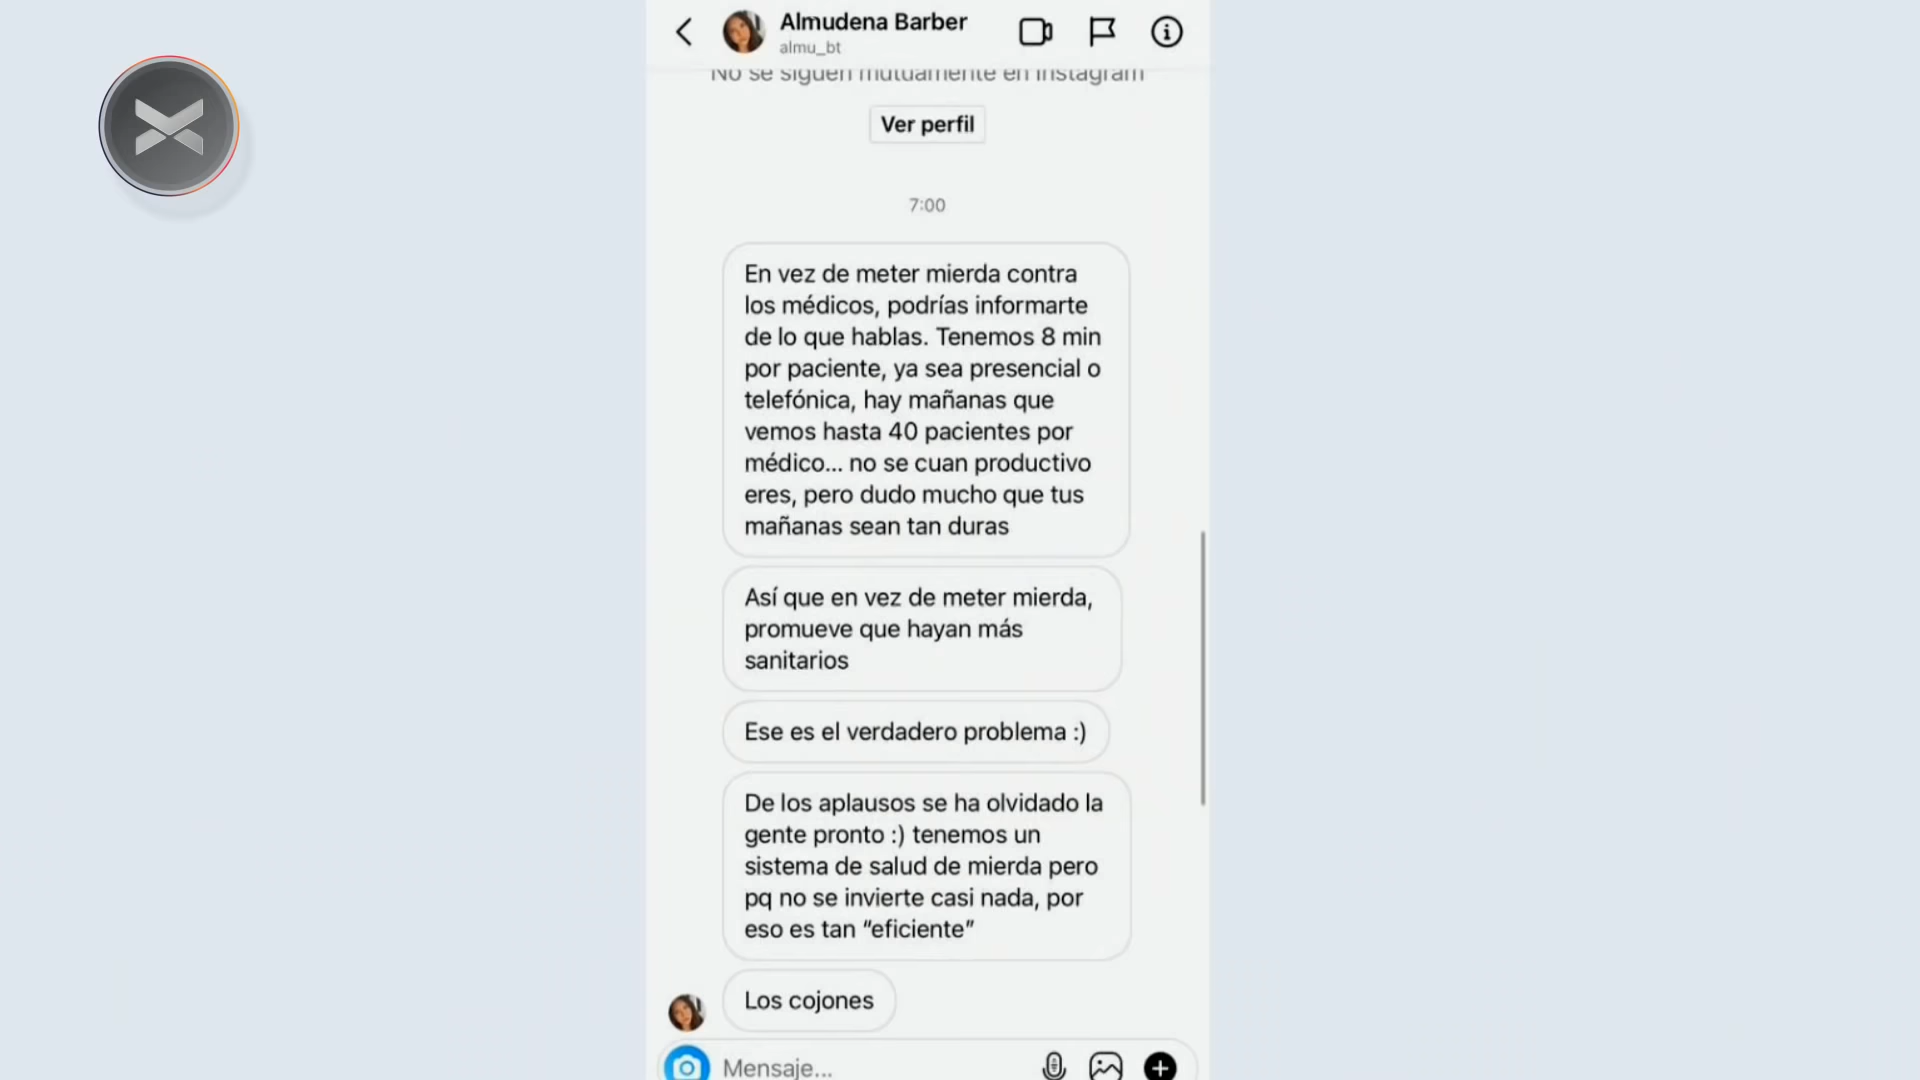 Almudena Barber
almu_bt
No se siguen mutuamente en Instagram
Ver perfil
7:00
En vez de meter mierda contra
los médicos, podrías informarte
de lo que hablas. Tenemos 8 min
por paciente, ya sea presencial o
telefónica, hay mañanas que
vemos hasta 40 pacientes por
médico... no se cuan productivo
eres, pero dudo mucho que tus
mañanas sean tan duras
Así que en vez de meter mierda,
promueve que hayan más
sanitarios
Ese es el verdadero problema :)
De los aplausos se ha olvidado la
gente pronto :) tenemos un
sistema de salud de mierda pero
pq no se invierte casi nada, por
eso es tan “eficiente”
Los cojones
Mensaje...